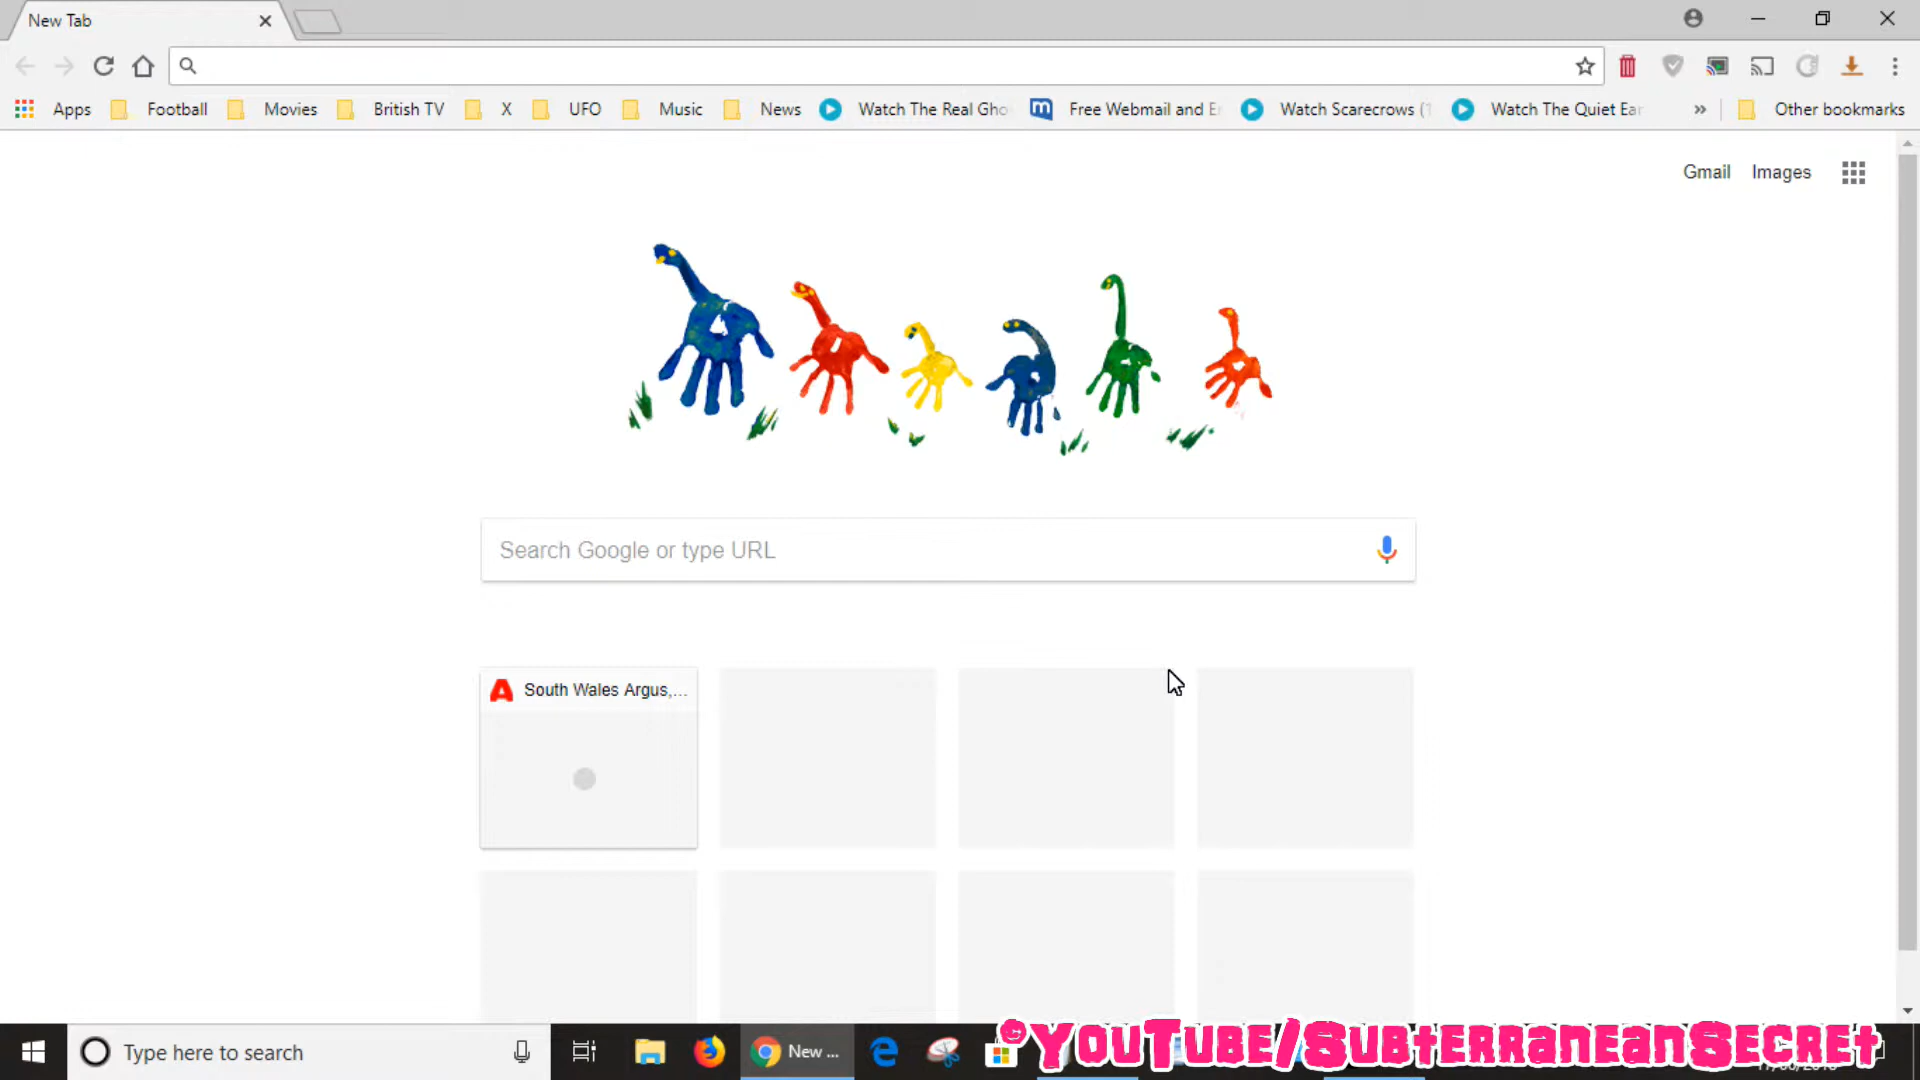 New Tab
Apps Football Movies British TV X UFO Music News Watch The Real Gho Free Webmail and E Watch Scarecrows (1 Watch The Quiet Ear » Other bookmarks
Gmail Images
Search Google or type URL
South Wales Argus,...
Type here to search
New ...
©YouTube/SubterraneanSecret